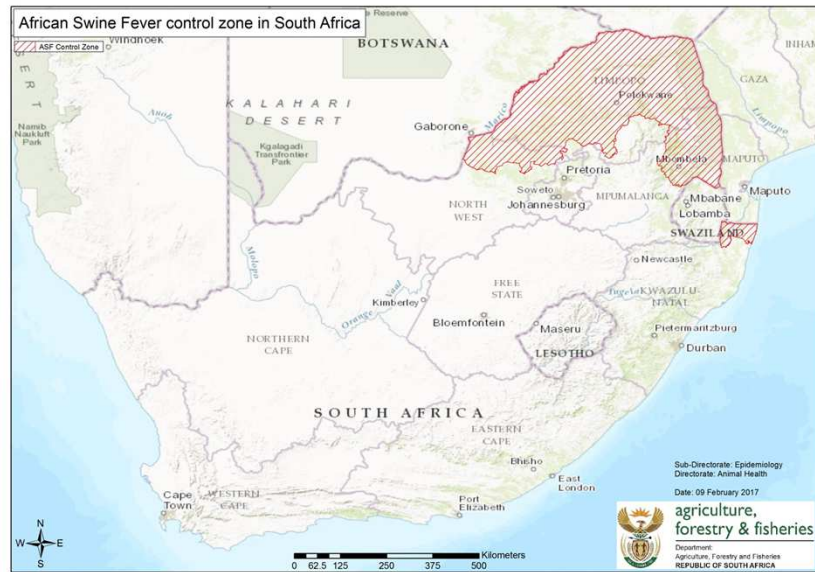 African Swine Fever control zone in South Africa
ASF Control Zone
Windhoek
BOTSWANA
Reserve
INHAM
GAZA
LIMPOPO
Polokwane
Limpopo
Auob
KALAHARI
DESERT
Marico
Gaborone
Namib
Naukluft
Park
Kgalagadi
Transfrontier
Park
Mbombela
MAPUTO
Pretoria
Soweto
Johannesburg
NORTH
WEST
MPUMALANGA
Maputo
Mbabane
Lobamba
SWAZILAND
Molopo
Newcastle
Vaal
Orange
Kimberley
FREE
STATE
Tugela
KWAZULU-
NATAL
Bloemfontein
Maseru
LESOTHO
Pietermaritzburg
Durban
NORTHERN
CAPE
SOUTH AFRICA
EASTERN
CAPE
Bhisho
East
London
Cape
Town
WESTERN
CAPE
Port
Elizabeth
Sub-Directorate: Epidemiology
Directorate: Animal Health
Date: 09 February 2017
agriculture,
forestry & fisheries
Department:
Agriculture, Forestry and Fisheries
REPUBLIC OF SOUTH AFRICA
N
W E
S
Kilometers
0 62.5 125 250 375 500